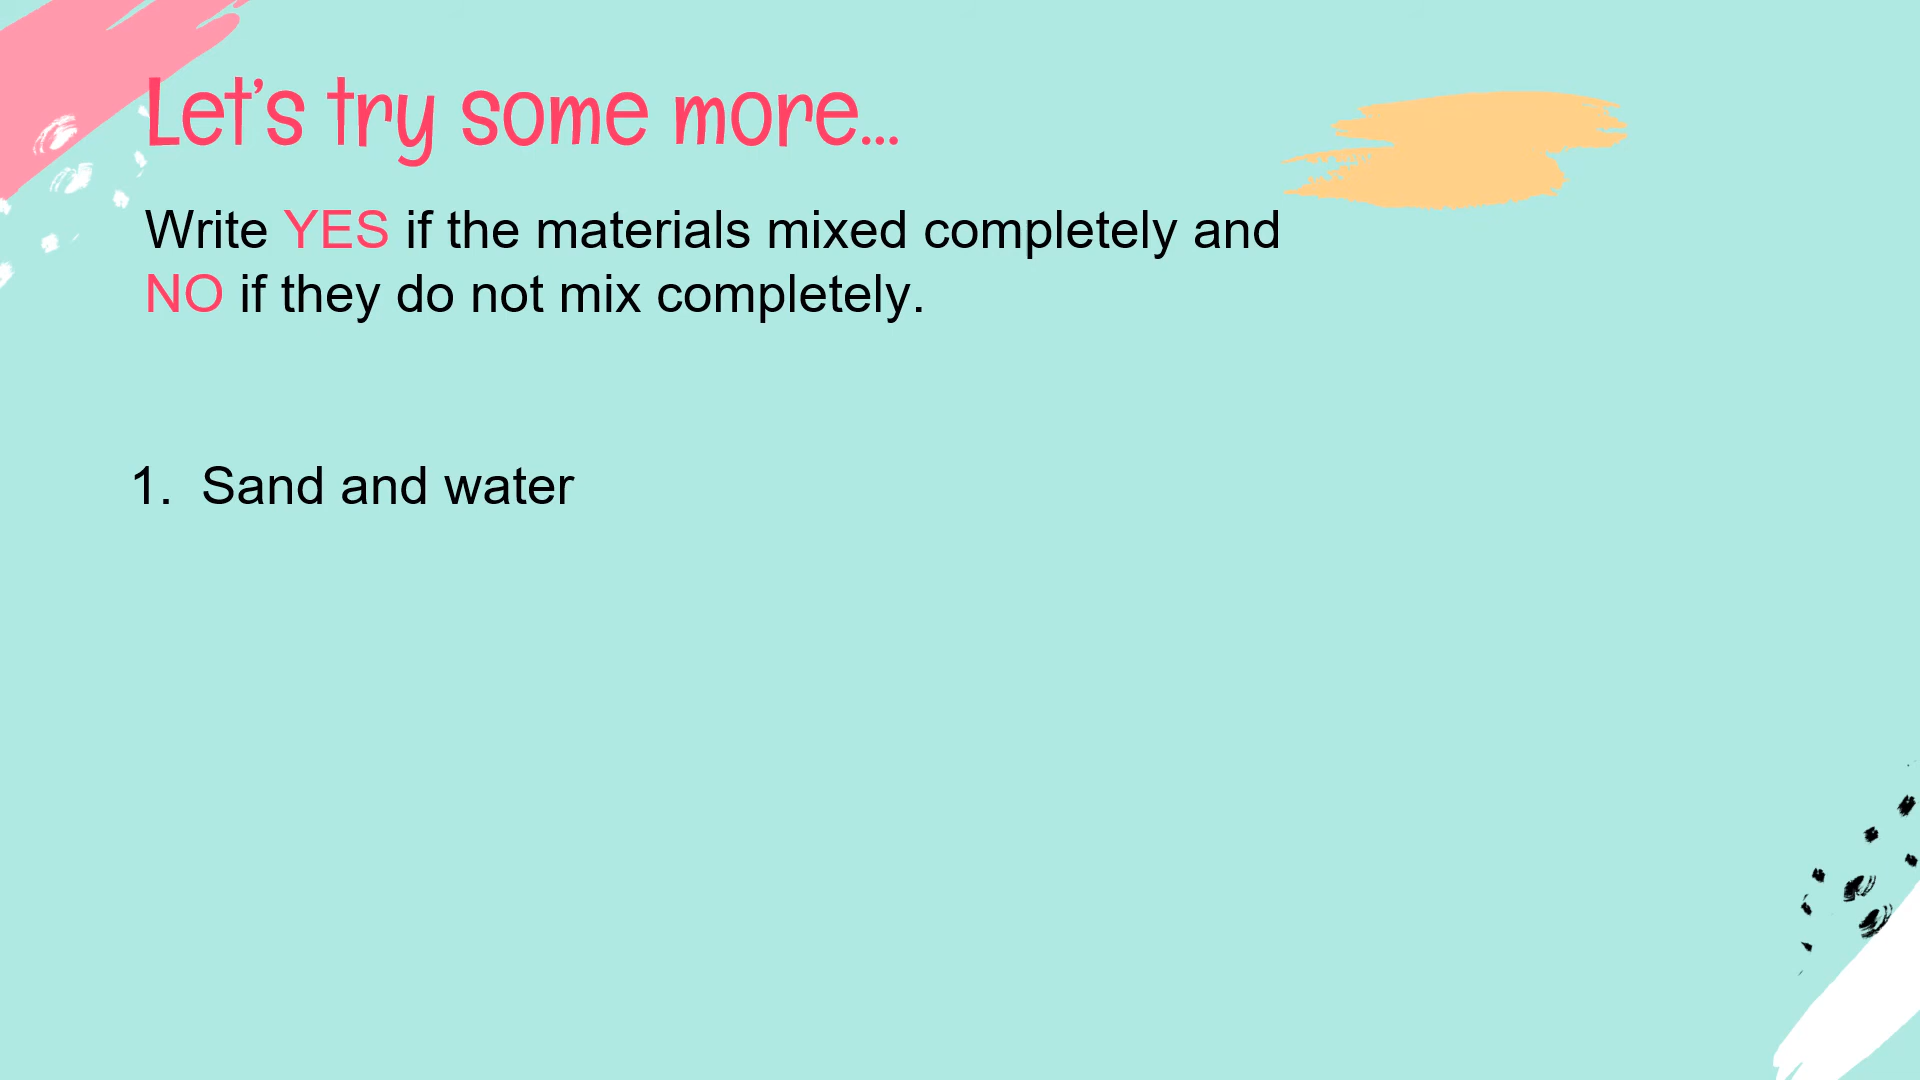 Let's try some more...
Write YES if the materials mixed completely and
NO if they do not mix completely.
1. Sand and water